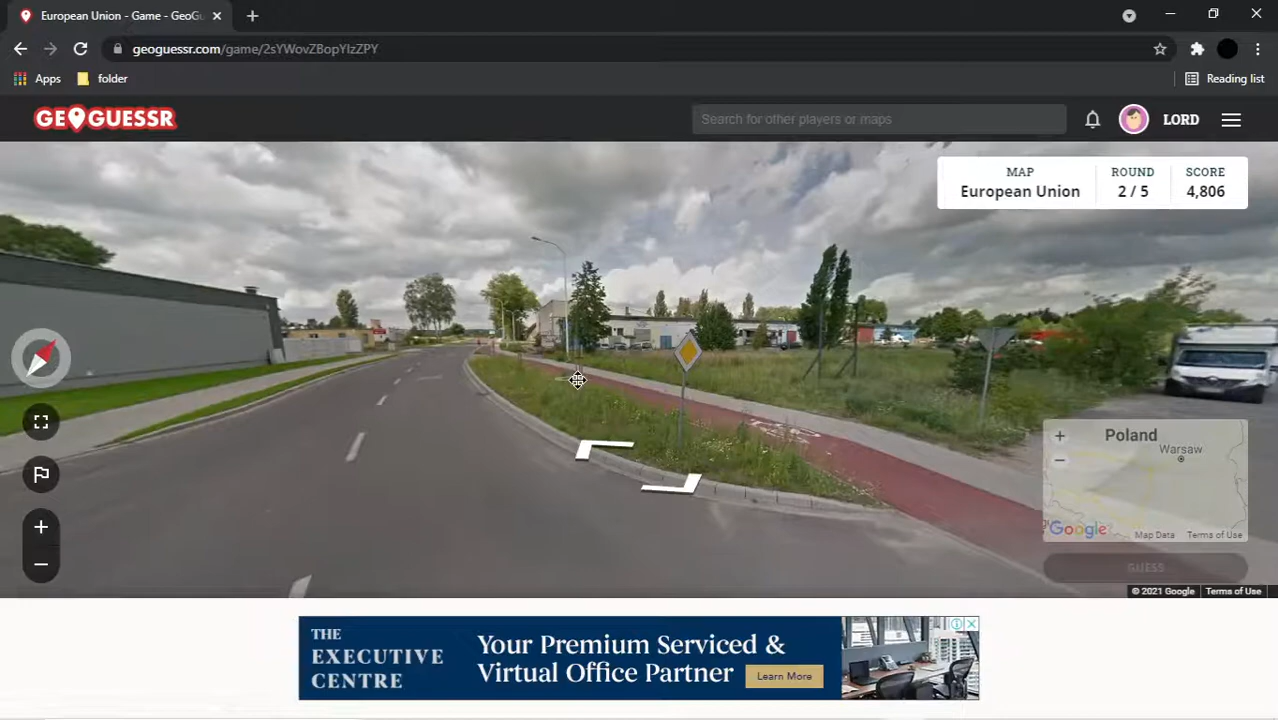 European Union - Game - GeoGu
geoguessr.com/game/2sYWovZBopYIzZPY
Apps
folder
Reading list
GEOGUESSR
Search for other players or maps
LORD
MAP
European Union
ROUND
2 / 5
SCORE
4,806
Poland
Warsaw
Google
Map Data
Terms of Use
GUESS
© 2021 Google
Terms of Use
THE
EXECUTIVE
CENTRE
Your Premium Serviced &
Virtual Office Partner
Learn More